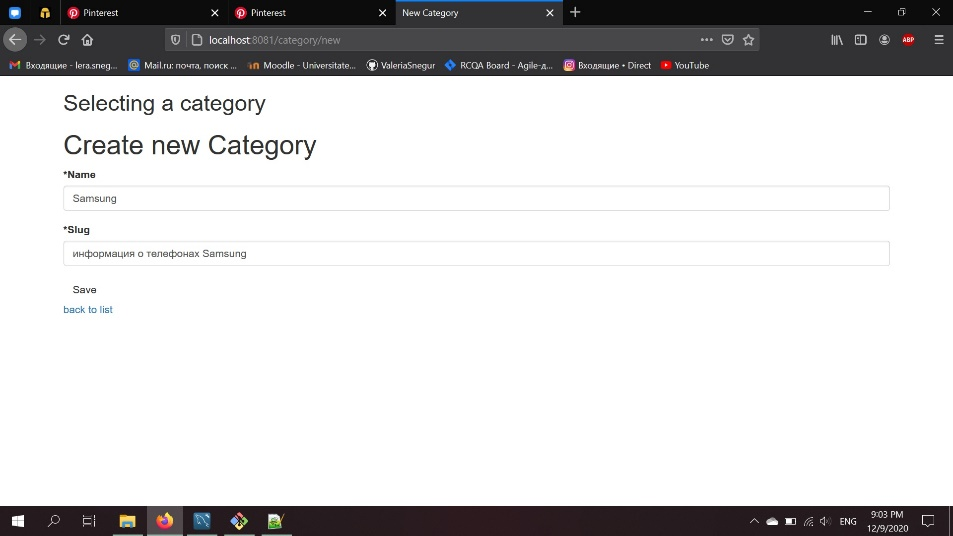 Pinterest
Pinterest
New Category
localhost:8081/category/new
ABP
Входящие - lera.sneg...
Mail.ru: почта, поиск ...
Moodle - Universitate...
ValeriaSnegur
RCQA Board - Agile-д...
Входящие • Direct
YouTube
Selecting a category
Create new Category
*Name
Samsung
*Slug
информация о телефонах Samsung
Save
back to list
ENG
9:03 PM
12/9/2020